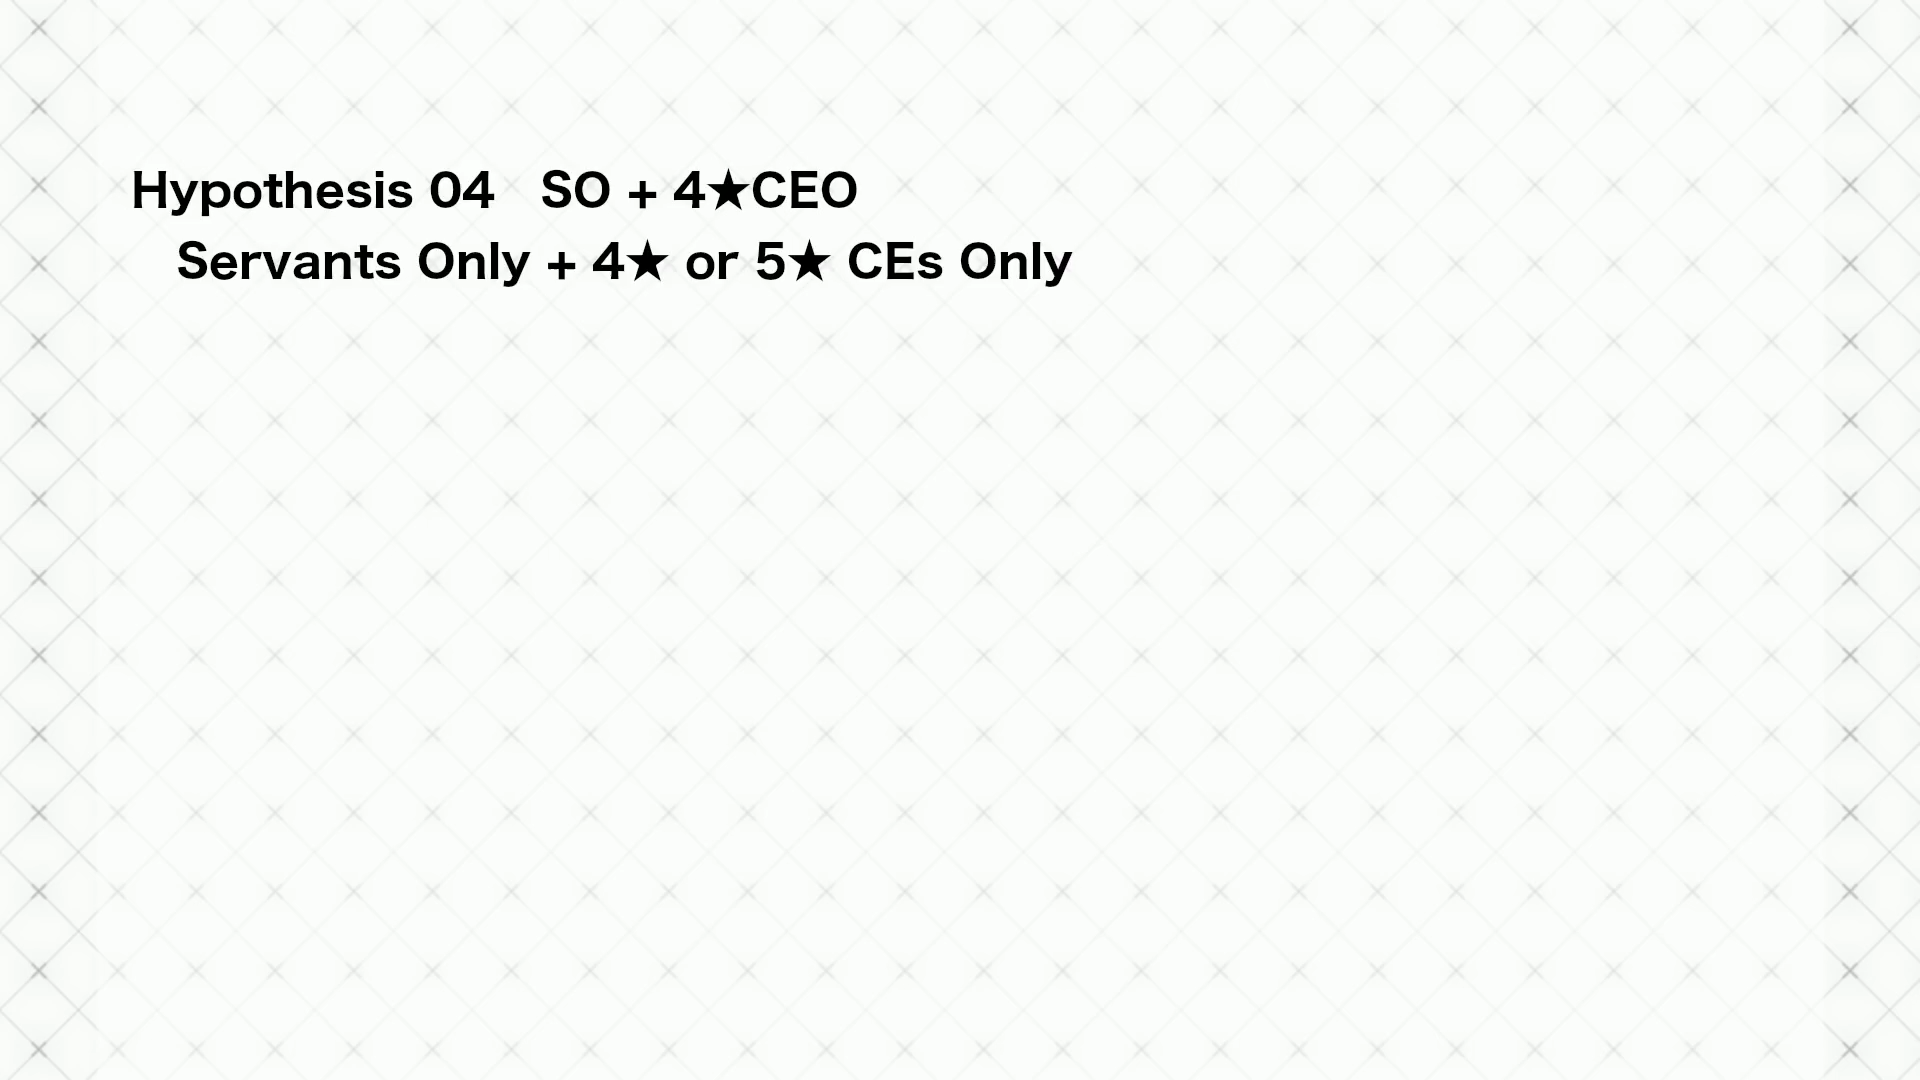 Hypothesis 04 SO + 4★CEO
Servants Only + 4★ or 5★ CEs Only